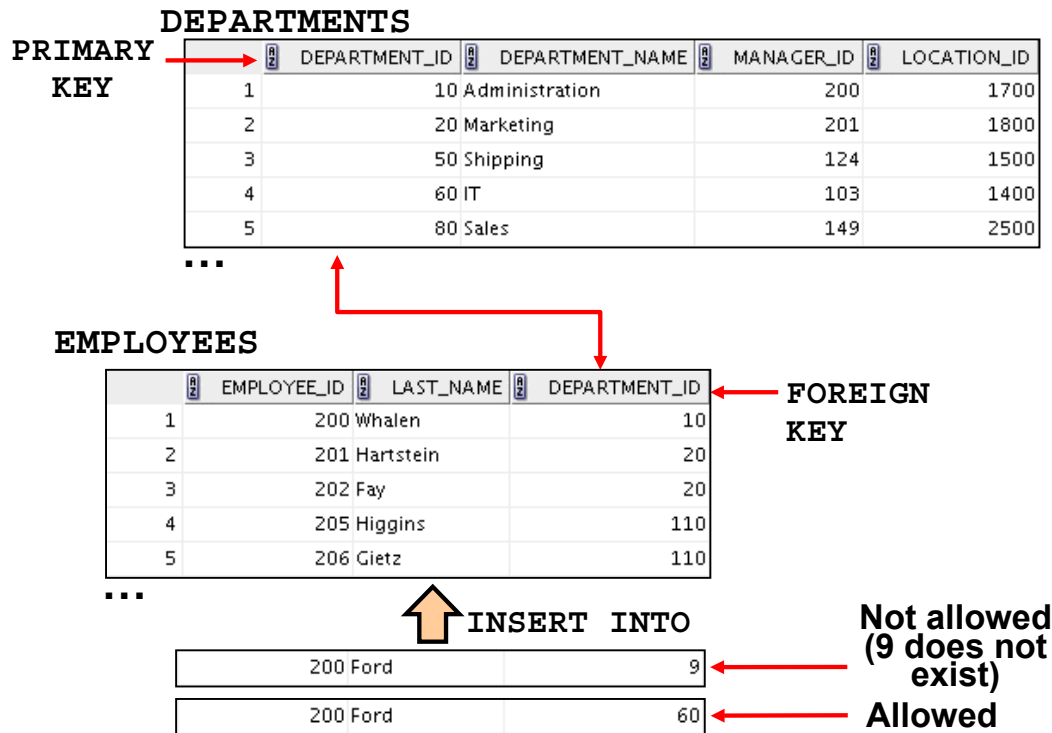 DEPARTMENTS
PRIMARY
KEY
DEPARTMENT_ID DEPARTMENT_NAME MANAGER_ID LOCATION_ID
1 10 Administration 200 1700
2 20 Marketing 201 1800
3 50 Shipping 124 1500
4 60 IT 103 1400
5 80 Sales 149 2500
...
EMPLOYEES
EMPLOYEE_ID LAST_NAME DEPARTMENT_ID
FOREIGN
KEY
1 200 Whalen 10
2 201 Hartstein 20
3 202 Fay 20
4 205 Higgins 110
5 206 Gietz 110
...
INSERT INTO
Not allowed
(9 does not
exist)
200 Ford 9
200 Ford 60
Allowed